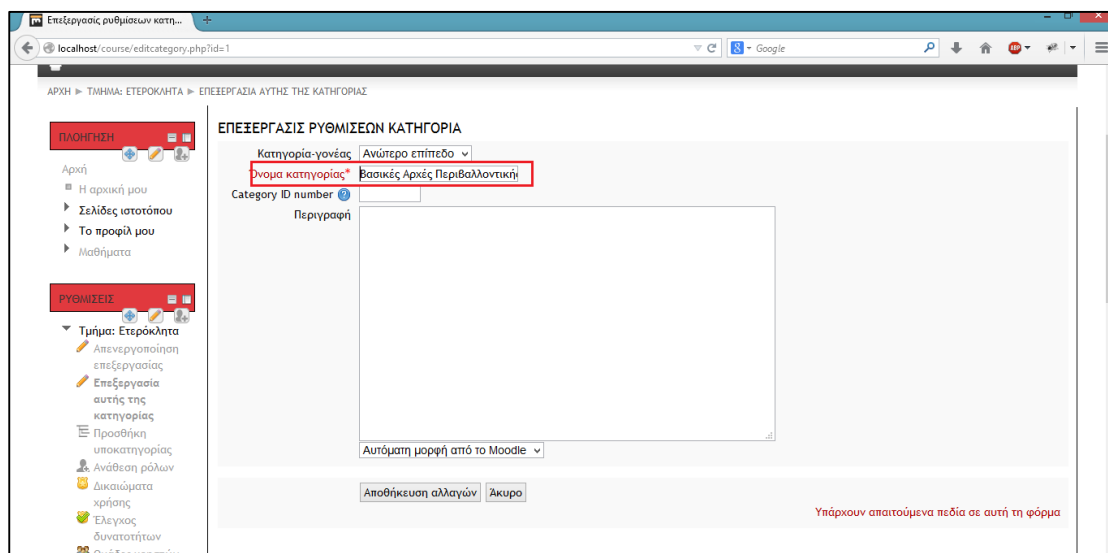 Επεξεργασίς ρυθμίσεων κατη...
localhost/course/editcategory.php?id=1
Google
ABP
ΑΡΧΗ ► ΤΜΗΜΑ: ΕΤΕΡΟΚΛΗΤΑ ► ΕΠΕΞΕΡΓΑΣΙΑ ΑΥΤΗΣ ΤΗΣ ΚΑΤΗΓΟΡΙΑΣ
ΠΛΟΗΓΗΣΗ
Αρχή
Η αρχική μου
Σελίδες ιστοτόπου
Το προφίλ μου
Μαθήματα
ΡΥΘΜΙΣΕΙΣ
Τμήμα: Ετερόκλητα
Απενεργοποίηση
επεξεργασίας
Επεξεργασία
αυτής της
κατηγορίας
Προσθήκη
υποκατηγορίας
Ανάθεση ρόλων
Δικαιώματα
χρήσης
Έλεγχος
δυνατοτήτων
ΕΠΕΞΕΡΓΑΣΙΣ ΡΥΘΜΙΣΕΩΝ ΚΑΤΗΓΟΡΙΑ
Κατηγορία-γονέας Ανώτερο επίπεδο
Όνομα κατηγορίας* Βασικές Αρχές Περιβαλλοντική
Category ID number
Περιγραφή
Αυτόματη μορφή από το Moodle
Αποθήκευση αλλαγών Άκυρο
Υπάρχουν απαιτούμενα πεδία σε αυτή τη φόρμα